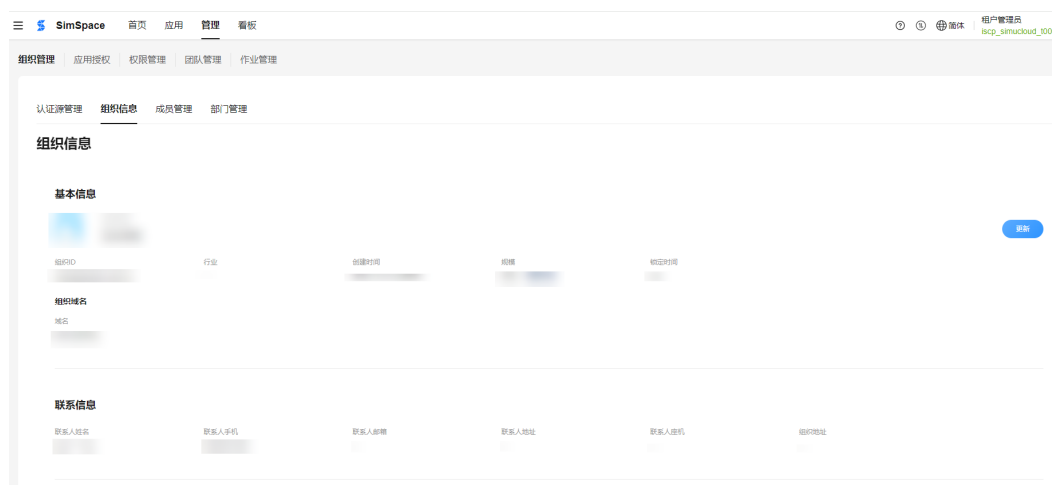 SimSpace 首页 应用 管理 看板 简体 租户管理员
iscp_simucloud_t00
组织管理 应用授权 权限管理 团队管理 作业管理
认证源管理 组织信息 成员管理 部门管理
组织信息
基本信息
更新
组织ID 行业 创建时间 规模 锁定时间
组织域名
域名
联系信息
联系人姓名 联系人手机 联系人邮箱 联系人地址 联系人座机 组织地址